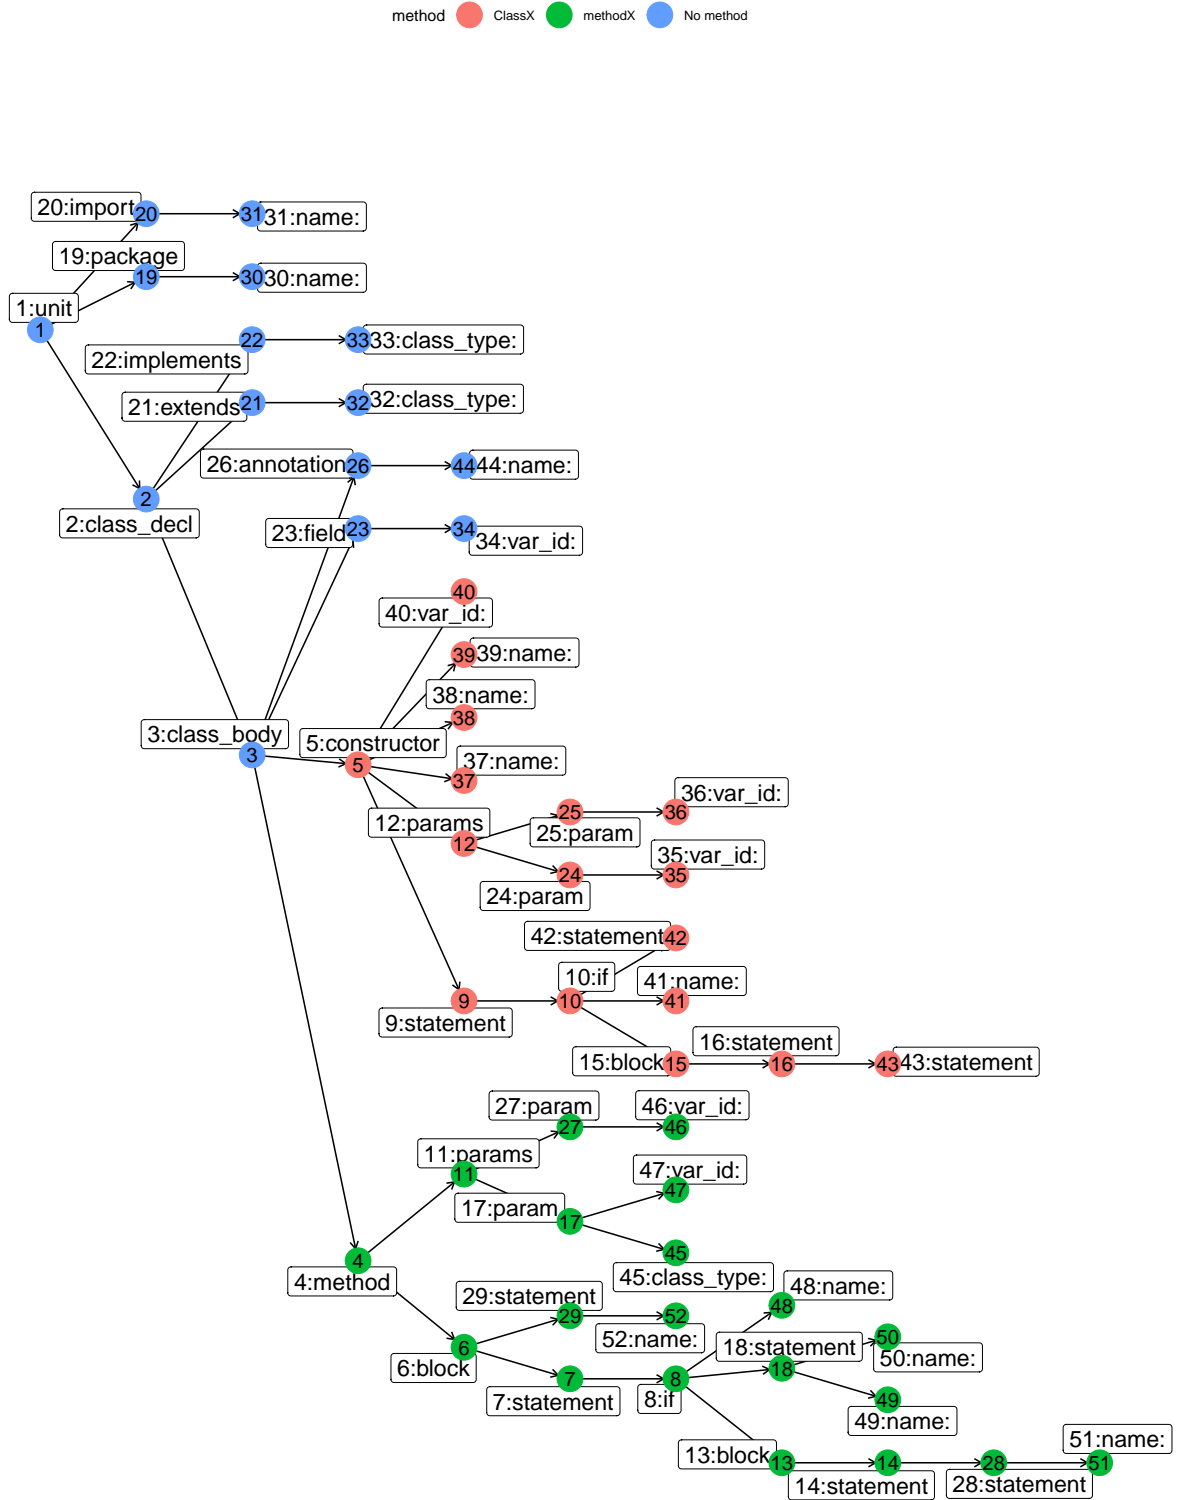 method ClassX methodX No method
20:import 20 31 31:name:
19:package
19 30 30:name:
1:unit
1
22 33 33:class_type:
22:implements
21:extends 21 32 32:class_type:
26:annotation 26 44 44:name:
2
2:class_decl
23:field 23 34 34:var_id:
40
40:var_id:
39 39:name:
38:name:
38
3:class_body
3
5:constructor
5
37:name:
37
36:var_id:
12:params 25 36
25:param
12
35:var_id:
24 35
24:param
42:statement 42
10:if
41:name:
9 10 41
9:statement
16:statement
15:block 15 16 43 43:statement
27:param
46:var_id:
27 46
11:params
11
47:var_id:
47
17:param
17
4
4:method
45
45:class_type:
48:name:
48
29:statement
29 52
52:name:
6
6:block
18:statement
50
50:name:
18
7 8
7:statement
8:if
49
49:name:
51:name:
13:block
13 14 28 51
14:statement
28:statement